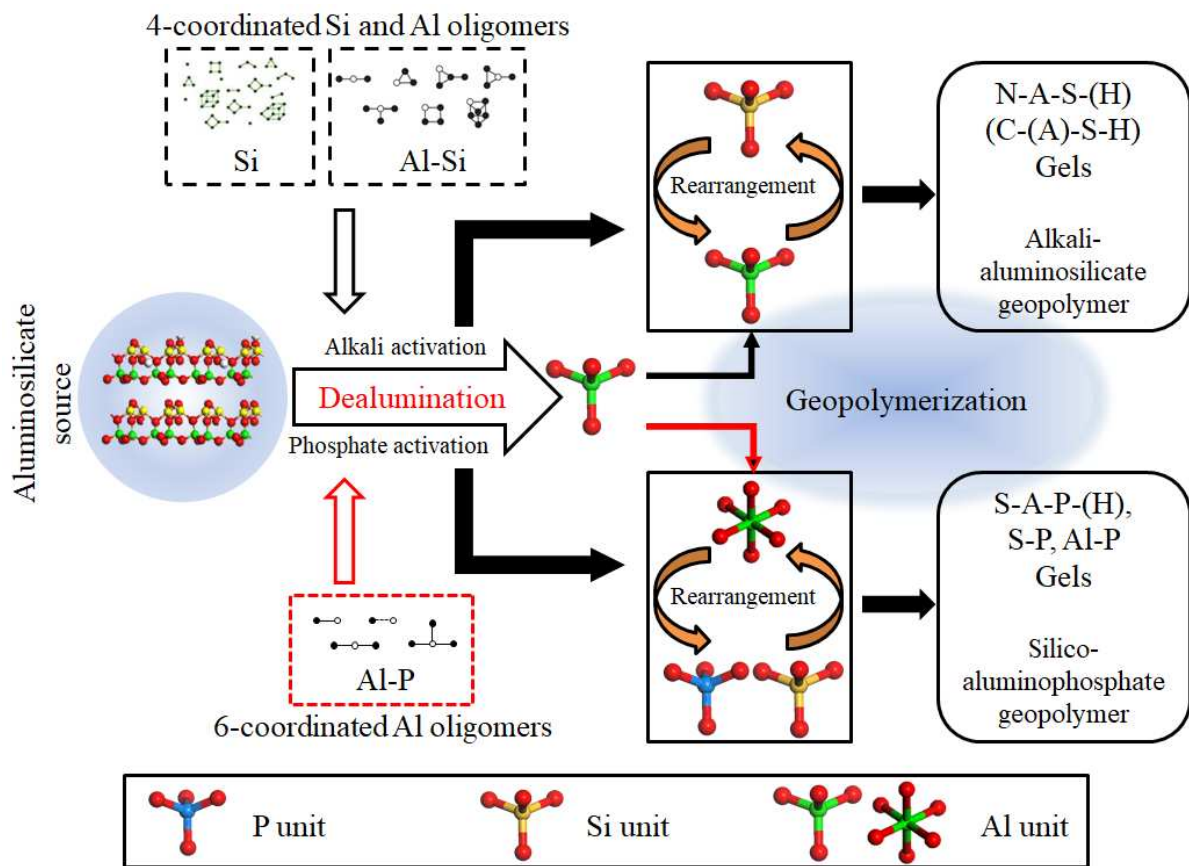 4-coordinated Si and Al oligomers
Si
Al-Si
Aluminosilicate
source
Alkali activation
Dealumination
Phosphate activation
Al-P
6-coordinated Al oligomers
Rearrangement
N-A-S-(H)
(C-(A)-S-H)
Gels
Alkali-
aluminosilicate
geopolymer
Geopolymerization
Rearrangement
S-A-P-(H),
S-P, Al-P
Gels
Silico-
aluminophosphate
geopolymer
P unit
Si unit
Al unit